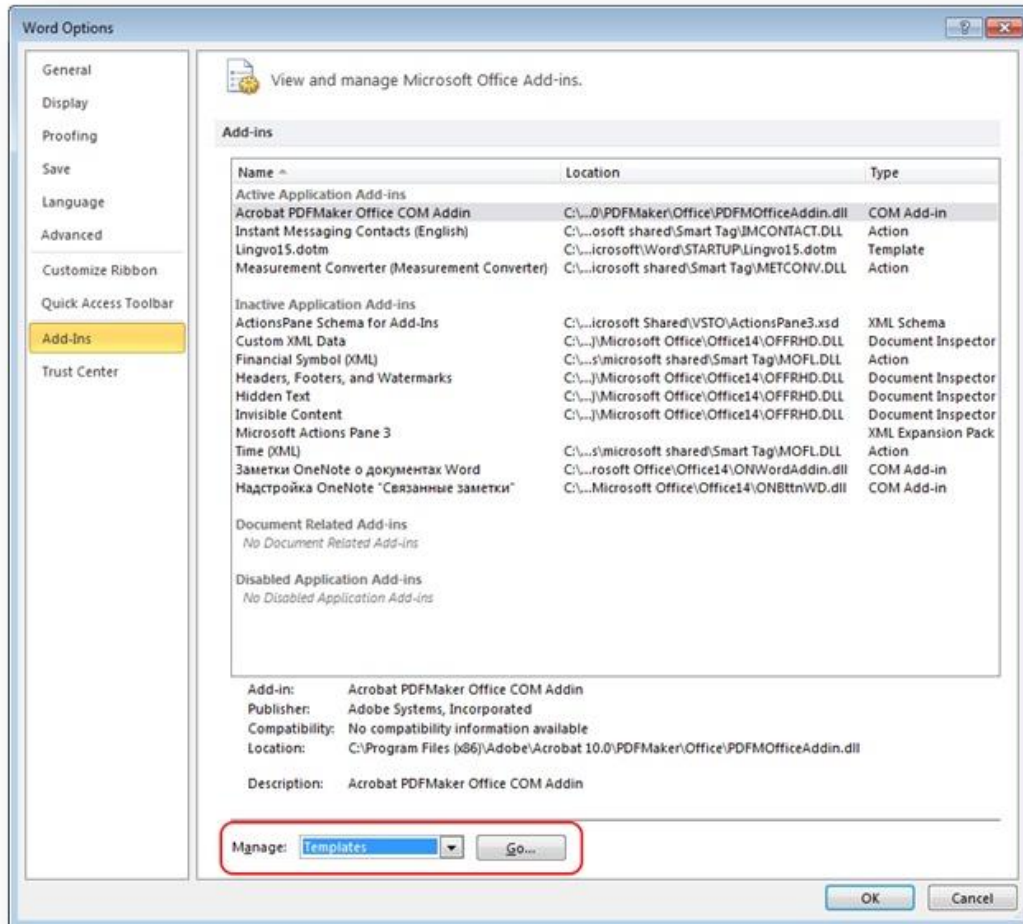 Word Options
General
Display
Proofing
Save
Language
Advanced
Customize Ribbon
Quick Access Toolbar
Add-Ins
Trust Center
View and manage Microsoft Office Add-ins.
Add-ins
Name Location Type
Active Application Add-ins
Acrobat PDFMaker Office COM Addin C:\...0\PDFMaker\Office\PDFMOfficeAddin.dll COM Add-in
Instant Messaging Contacts (English) C:\...osoft shared\Smart Tag\IMCONTACT.DLL Action
Lingvo15.dotm C:\...icrosoft\Word\STARTUP\Lingvo15.dotm Template
Measurement Converter (Measurement Converter) C:\...icrosoft shared\Smart Tag\METCONV.DLL Action
Inactive Application Add-ins
ActionsPane Schema for Add-Ins C:\...icrosoft Shared\VSTO\ActionsPane3.xsd XML Schema
Custom XML Data C:\...)\Microsoft Office\Office14\OFFRHD.DLL Document Inspector
Financial Symbol (XML) C:\...s\microsoft shared\Smart Tag\MOFL.DLL Action
Headers, Footers, and Watermarks C:\...)\Microsoft Office\Office14\OFFRHD.DLL Document Inspector
Hidden Text C:\...)\Microsoft Office\Office14\OFFRHD.DLL Document Inspector
Invisible Content C:\...)\Microsoft Office\Office14\OFFRHD.DLL Document Inspector
Microsoft Actions Pane 3 XML Expansion Pack
Time (XML) C:\...s\microsoft shared\Smart Tag\MOFL.DLL Action
Заметки OneNote о документах Word C:\...rosoft Office\Office14\ONWordAddin.dll COM Add-in
Надстройка OneNote "Связанные заметки" C:\...Microsoft Office\Office14\ONBttnWD.dll COM Add-in
Document Related Add-ins
No Document Related Add-ins
Disabled Application Add-ins
No Disabled Application Add-ins
Add-in: Acrobat PDFMaker Office COM Addin
Publisher: Adobe Systems, Incorporated
Compatibility: No compatibility information available
Location: C:\Program Files (x86)\Adobe\Acrobat 10.0\PDFMaker\Office\PDFMOfficeAddin.dll
Description: Acrobat PDFMaker Office COM Addin
Manage: Templates Go...
OK Cancel